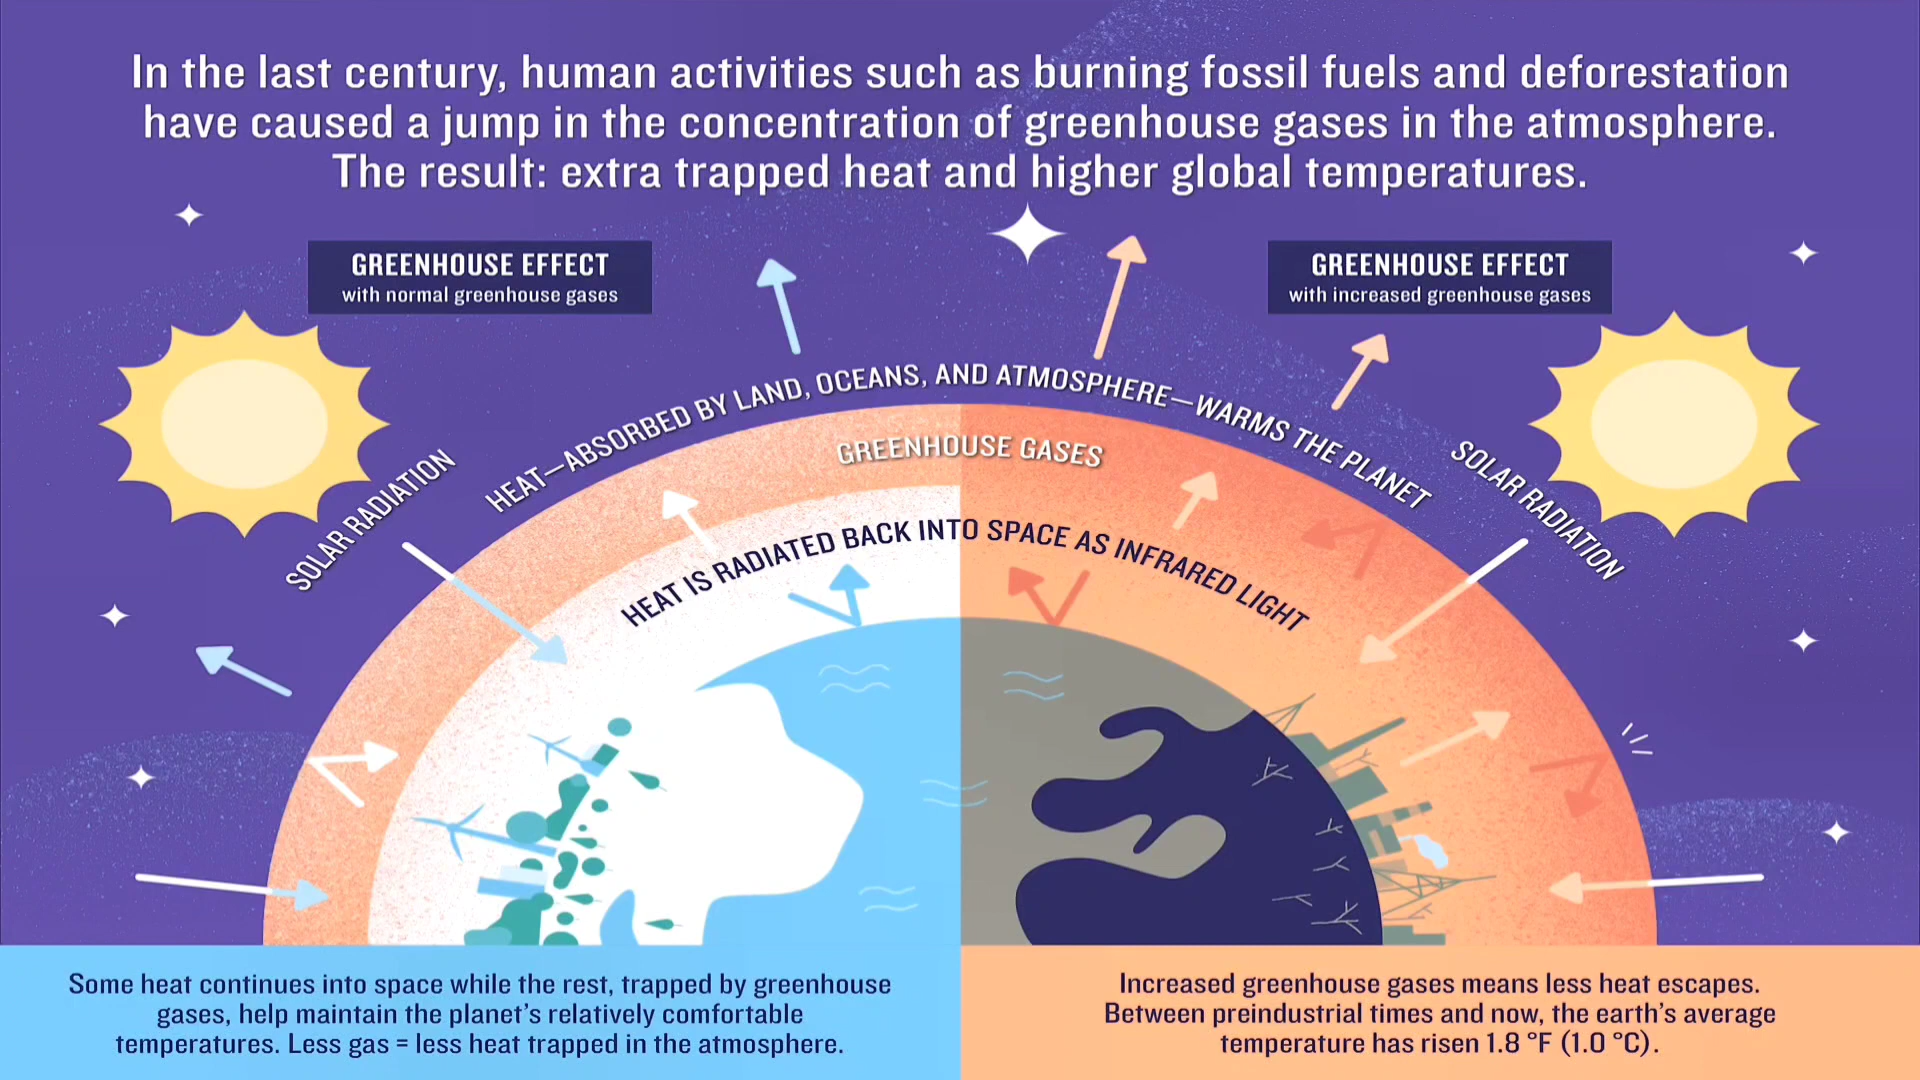 In the last century, human activities such as burning fossil fuels and deforestation
have caused a jump in the concentration of greenhouse gases in the atmosphere.
The result: extra trapped heat and higher global temperatures.
GREENHOUSE EFFECT
with normal greenhouse gases
GREENHOUSE EFFECT
with increased greenhouse gases
SOLAR RADIATION
HEAT—ABSORBED BY LAND, OCEANS, AND ATMOSPHERE—WARMS THE PLANET
SOLAR RADIATION
GREENHOUSE GASES
HEAT IS RADIATED BACK INTO SPACE AS INFRARED LIGHT
Some heat continues into space while the rest, trapped by greenhouse
gases, help maintain the planet's relatively comfortable
temperatures. Less gas = less heat trapped in the atmosphere.
Increased greenhouse gases means less heat escapes.
Between preindustrial times and now, the earth's average
temperature has risen 1.8 °F (1.0 °C).